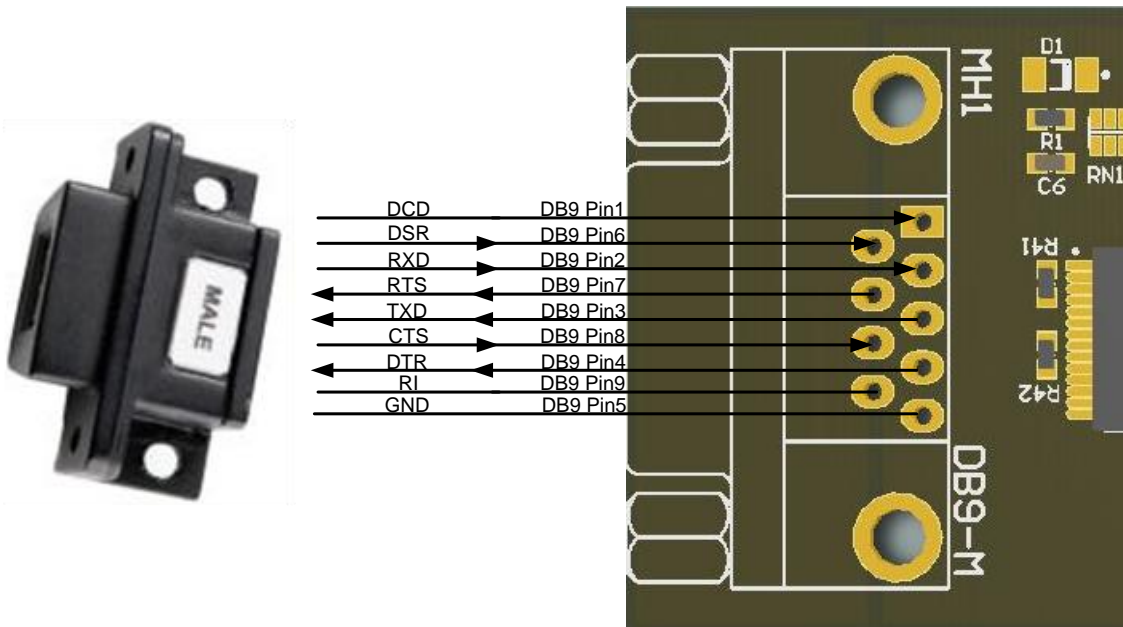 MALE
DCD DB9 Pin1
DSR DB9 Pin6
RXD DB9 Pin2
RTS DB9 Pin7
TXD DB9 Pin3
CTS DB9 Pin8
DTR DB9 Pin4
RI DB9 Pin9
GND DB9 Pin5
MH1
DB9-M
D1
R1
C6
RN1
R41
R42